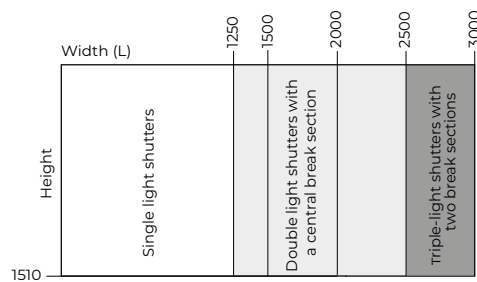 1250
1500
2000
2500
3000
Width (L)
Height
Single light shutters
Double light shutters with
a central break section
Triple-light shutters with
two break sections
1510